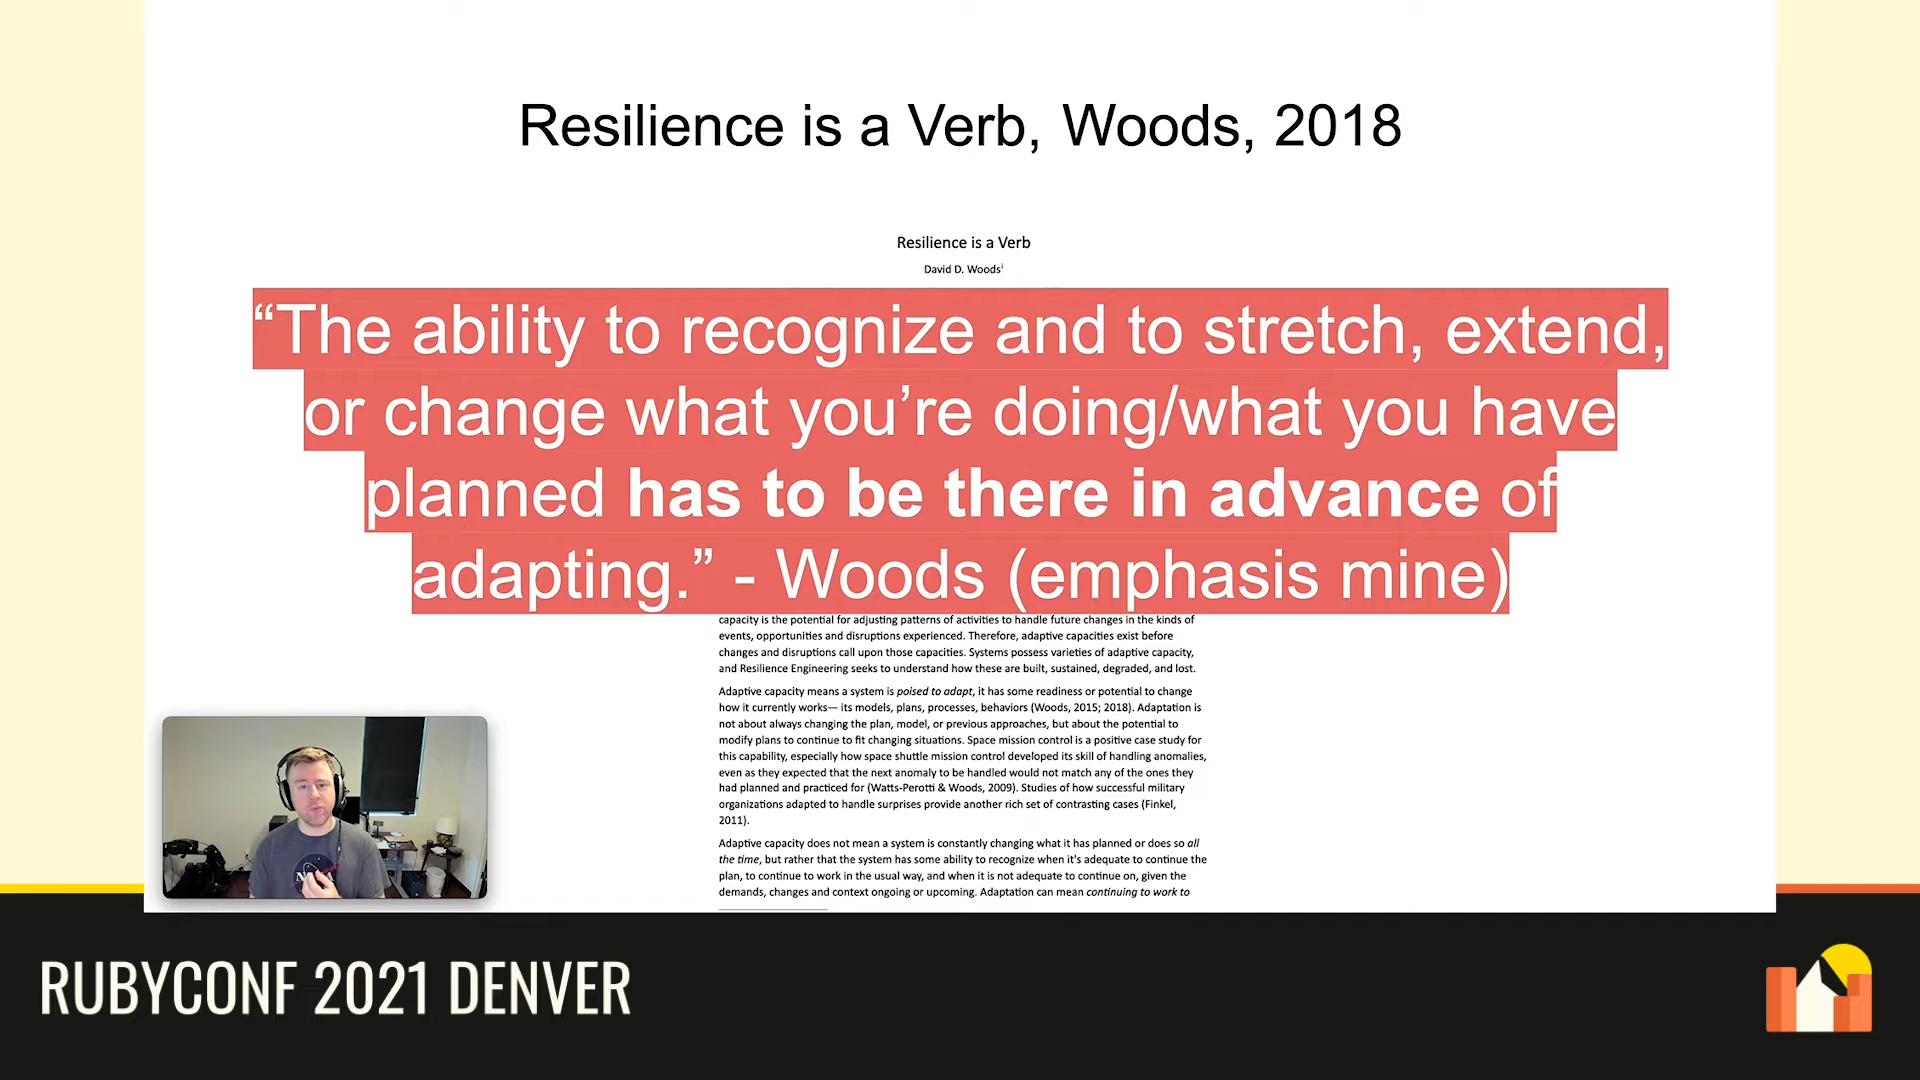 Resilience is a Verb, Woods, 2018
Resilience is a Verb
David D. Woodsⁱ
“The ability to recognize and to stretch, extend,
or change what you’re doing/what you have
planned has to be there in advance of
adapting.” - Woods (emphasis mine)
capacity is the potential for adjusting patterns of activities to handle future changes in the kinds of
events, opportunities and disruptions experienced. Therefore, adaptive capacities exist before
changes and disruptions call upon those capacities. Systems possess varieties of adaptive capacity,
and Resilience Engineering seeks to understand how these are built, sustained, degraded, and lost.
Adaptive capacity means a system is poised to adapt, it has some readiness or potential to change
how it currently works— its models, plans, processes, behaviors (Woods, 2015; 2018). Adaptation is
not about always changing the plan, model, or previous approaches, but about the potential to
modify plans to continue to fit changing situations. Space mission control is a positive case study for
this capability, especially how space shuttle mission control developed its skill of handling anomalies,
even as they expected that the next anomaly to be handled would not match any of the ones they
had planned and practiced for (Watts-Perotti & Woods, 2009). Studies of how successful military
organizations adapted to handle surprises provide another rich set of contrasting cases (Finkel,
2011).
Adaptive capacity does not mean a system is constantly changing what it has planned or does so all
the time, but rather that the system has some ability to recognize when it's adequate to continue the
plan, to continue to work in the usual way, and when it is not adequate to continue on, given the
demands, changes and context ongoing or upcoming. Adaptation can mean continuing to work to
RUBYCONF 2021 DENVER